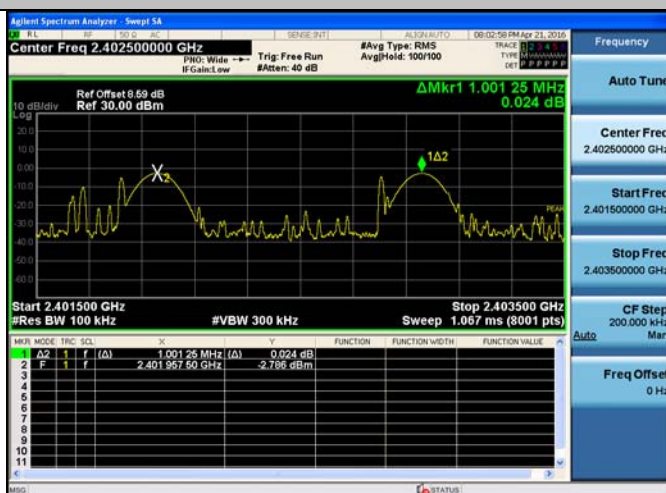 Agilent Spectrum Analyzer - Swept SA
RL RF 50 Ω AC SENSE:INT ALIGN AUTO 08:02:58 PM Apr 21, 2016
Center Freq 2.402500000 GHz
PNO: Wide
IFGain:Low
Trig: Free Run
#Atten: 40 dB
#Avg Type: RMS
Avg|Hold: 100/100
TRACE 1 2 3 4 5 6
TYPE
DET P P P P P P
Ref Offset 8.59 dB
10 dB/div Ref 30.00 dBm
Log
ΔMkr1 1.001 25 MHz
0.024 dB
20.0
10.0
0.00
-10.0
-20.0
-30.0
-40.0
-50.0
-60.0
X2
1Δ2
PEAK
Start 2.401500 GHz Stop 2.403500 GHz
#Res BW 100 kHz #VBW 300 kHz Sweep 1.067 ms (8001 pts)
MKR MODE TRC SCL X Y FUNCTION FUNCTION WIDTH FUNCTION VALUE
1 Δ2 1 f (Δ) 1.001 25 MHz (Δ) 0.024 dB
2 F 1 f 2.401 957 50 GHz -2.786 dBm
3
4
5
6
7
8
9
10
11
MSG STATUS
Frequency
Auto Tune
Center Freq
2.402500000 GHz
Start Freq
2.401500000 GHz
Stop Freq
2.403500000 GHz
CF Step
200.000 kHz
Auto Man
Freq Offset
0 Hz